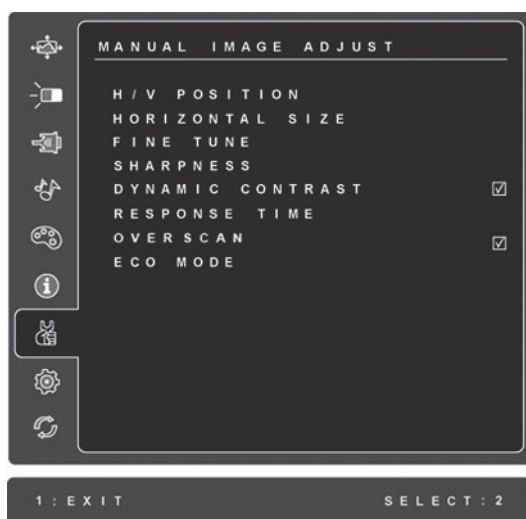 MANUAL IMAGE ADJUST
H/V POSITION
HORIZONTAL SIZE
FINE TUNE
SHARPNESS
DYNAMIC CONTRAST
RESPONSE TIME
OVERSCAN
ECO MODE
1:EXIT SELECT:2